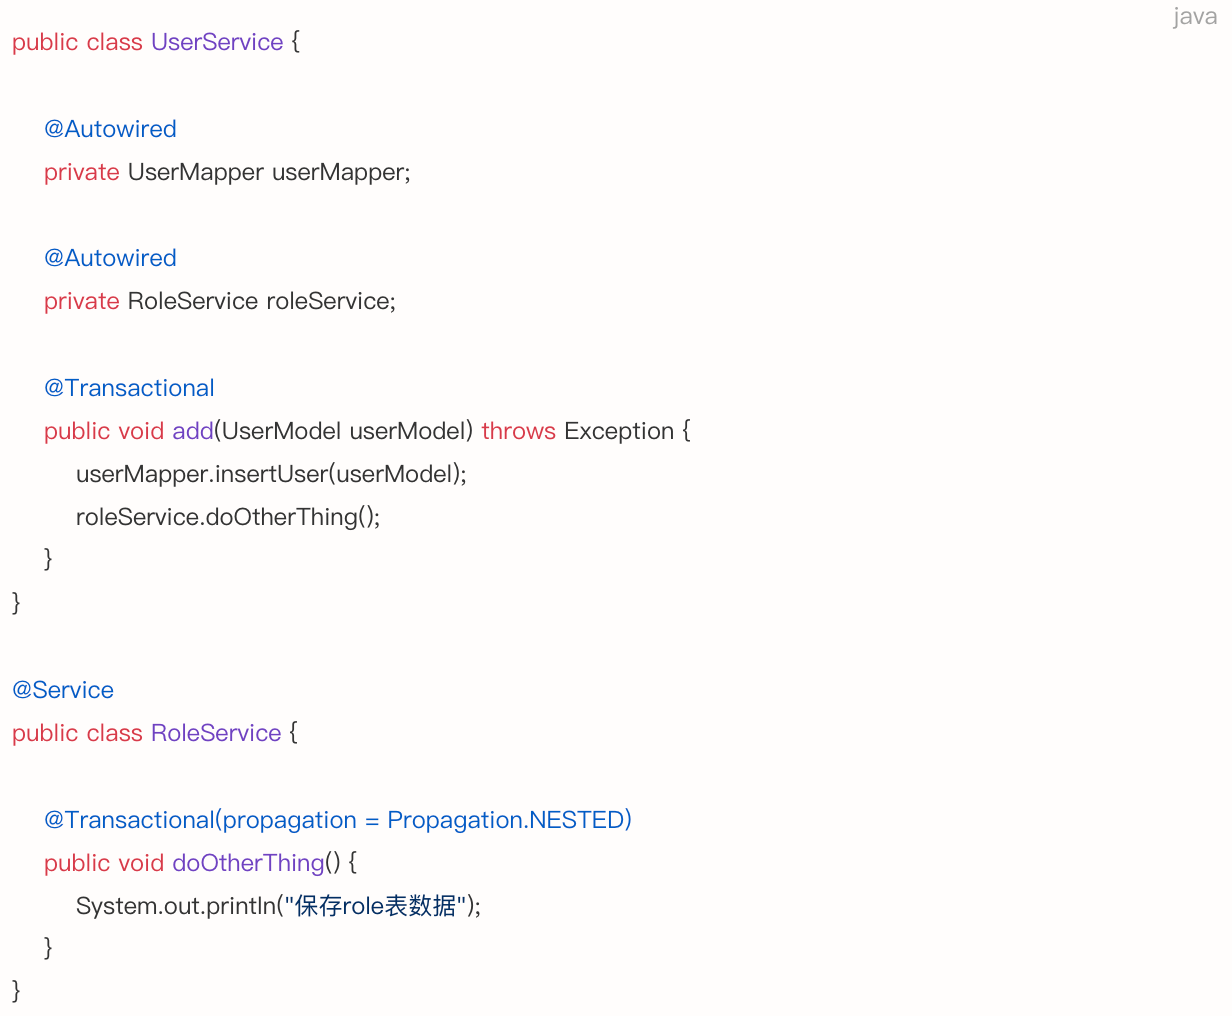 java
public class UserService {
@Autowired
private UserMapper userMapper;
@Autowired
private RoleService roleService;
@Transactional
public void add(UserModel userModel) throws Exception {
userMapper.insertUser(userModel);
roleService.doOtherThing();
}
}
@Service
public class RoleService {
@Transactional(propagation = Propagation.NESTED)
public void doOtherThing() {
System.out.println("保存role表数据");
}
}